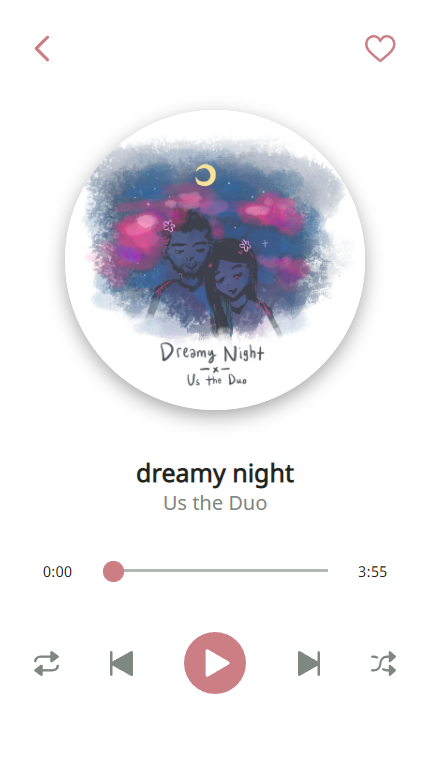 Dreamy Night
—x—
Us the Duo
dreamy night
Us the Duo
0:00
3:55